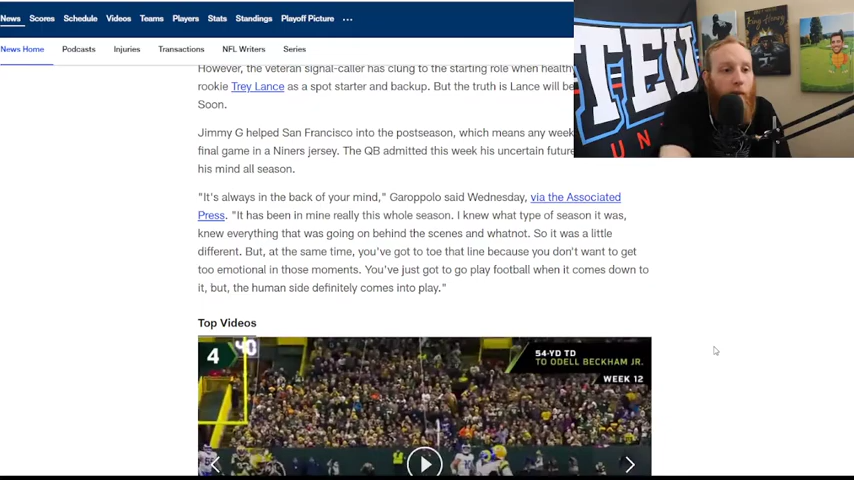 News Scores Schedule Videos Teams Players Stats Standings Playoff Picture ...
News Home Podcasts Injuries Transactions NFL Writers Series
However, the veteran signal-caller has clung to the starting role when healthy
rookie Trey Lance as a spot starter and backup. But the truth is Lance will be
Soon.
Jimmy G helped San Francisco into the postseason, which means any week
final game in a Niners jersey. The QB admitted this week his uncertain future
his mind all season.
"It's always in the back of your mind," Garoppolo said Wednesday, via the Associated
Press. "It has been in mine really this whole season. I knew what type of season it was,
knew everything that was going on behind the scenes and whatnot. So it was a little
different. But, at the same time, you've got to toe that line because you don't want to get
too emotional in those moments. You've just got to go play football when it comes down to
it, but, the human side definitely comes into play."
Top Videos
4
54-YD TD
TO ODELL BECKHAM JR.
WEEK 12
TEU
UN
King Henry